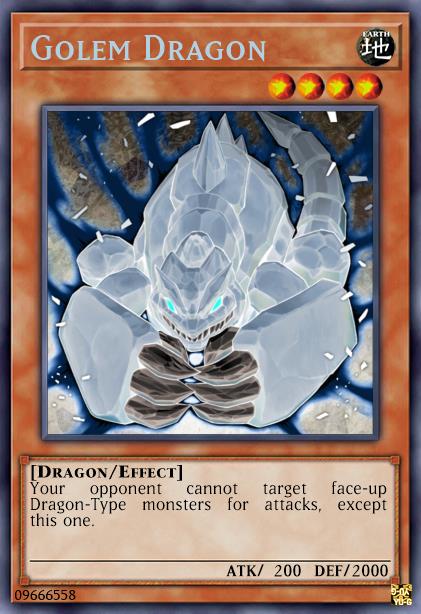 Golem Dragon
EARTH
地
[Dragon/Effect]
Your opponent cannot target face-up
Dragon-Type monsters for attacks, except
this one.
ATK/ 200 DEF/2000
09666558